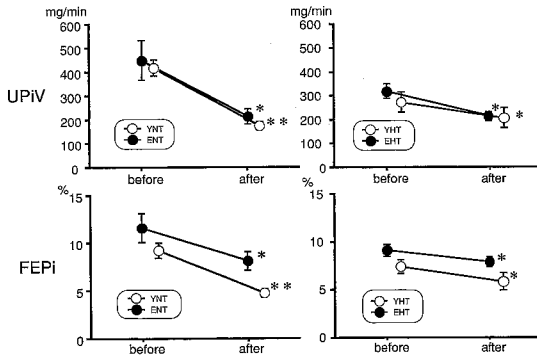 mg/min mg/min
600 600
500 500
400 400
UPiV 300 300
200 * 200 * *
100 YNT * * 100 YHT
ENT EHT
0 0
before after before after
% %
15 15
10 10
FEPi * *
5 YNT * * 5 YHT *
ENT EHT
0 0
before after before after